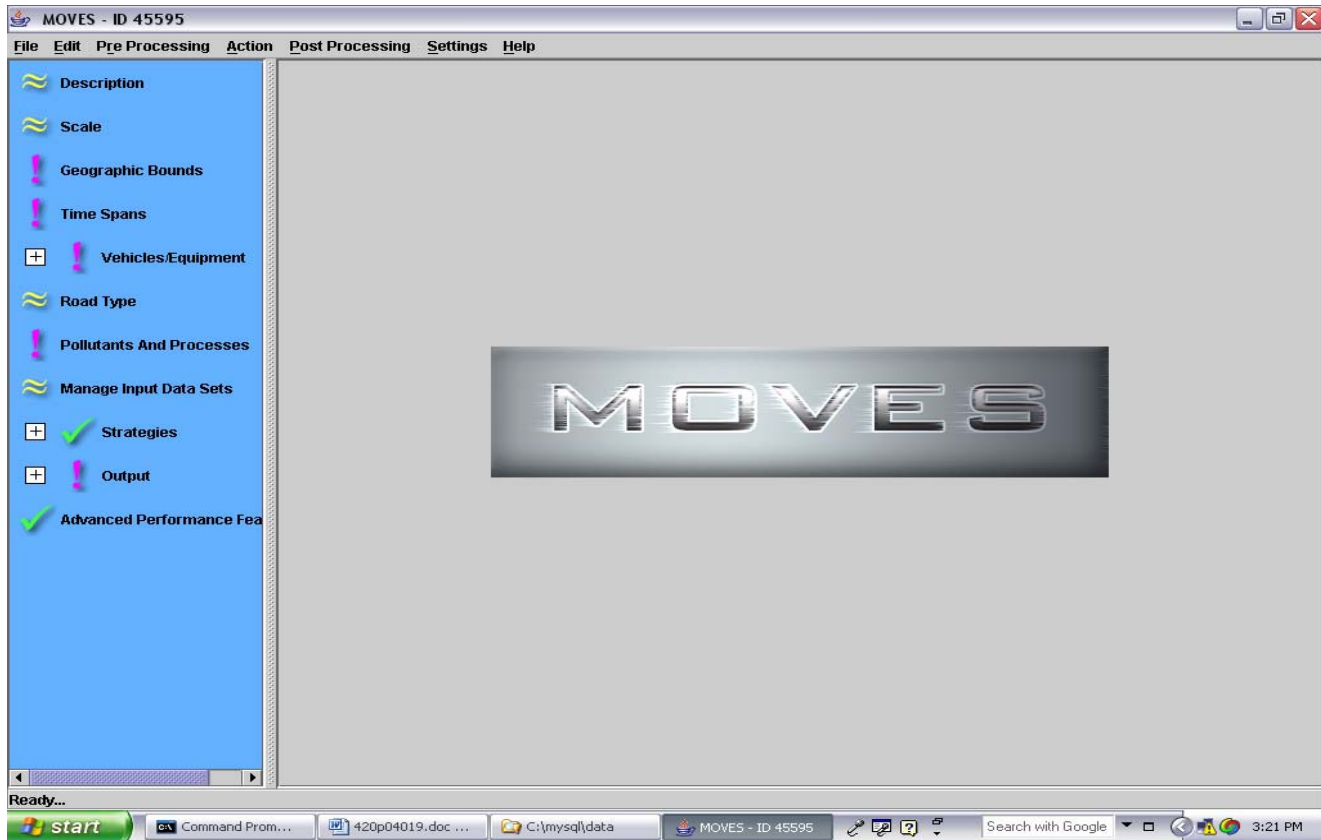 MOVES - ID 45595
File Edit Pre Processing Action Post Processing Settings Help
Description
Scale
Geographic Bounds
Time Spans
Vehicles/Equipment
Road Type
Pollutants And Processes
Manage Input Data Sets
Strategies
Output
Advanced Performance Fea
MOVES
Ready...
start Command Prom... 420p04019.doc ... C:\mysql\data MOVES - ID 45595 Search with Google 3:21 PM